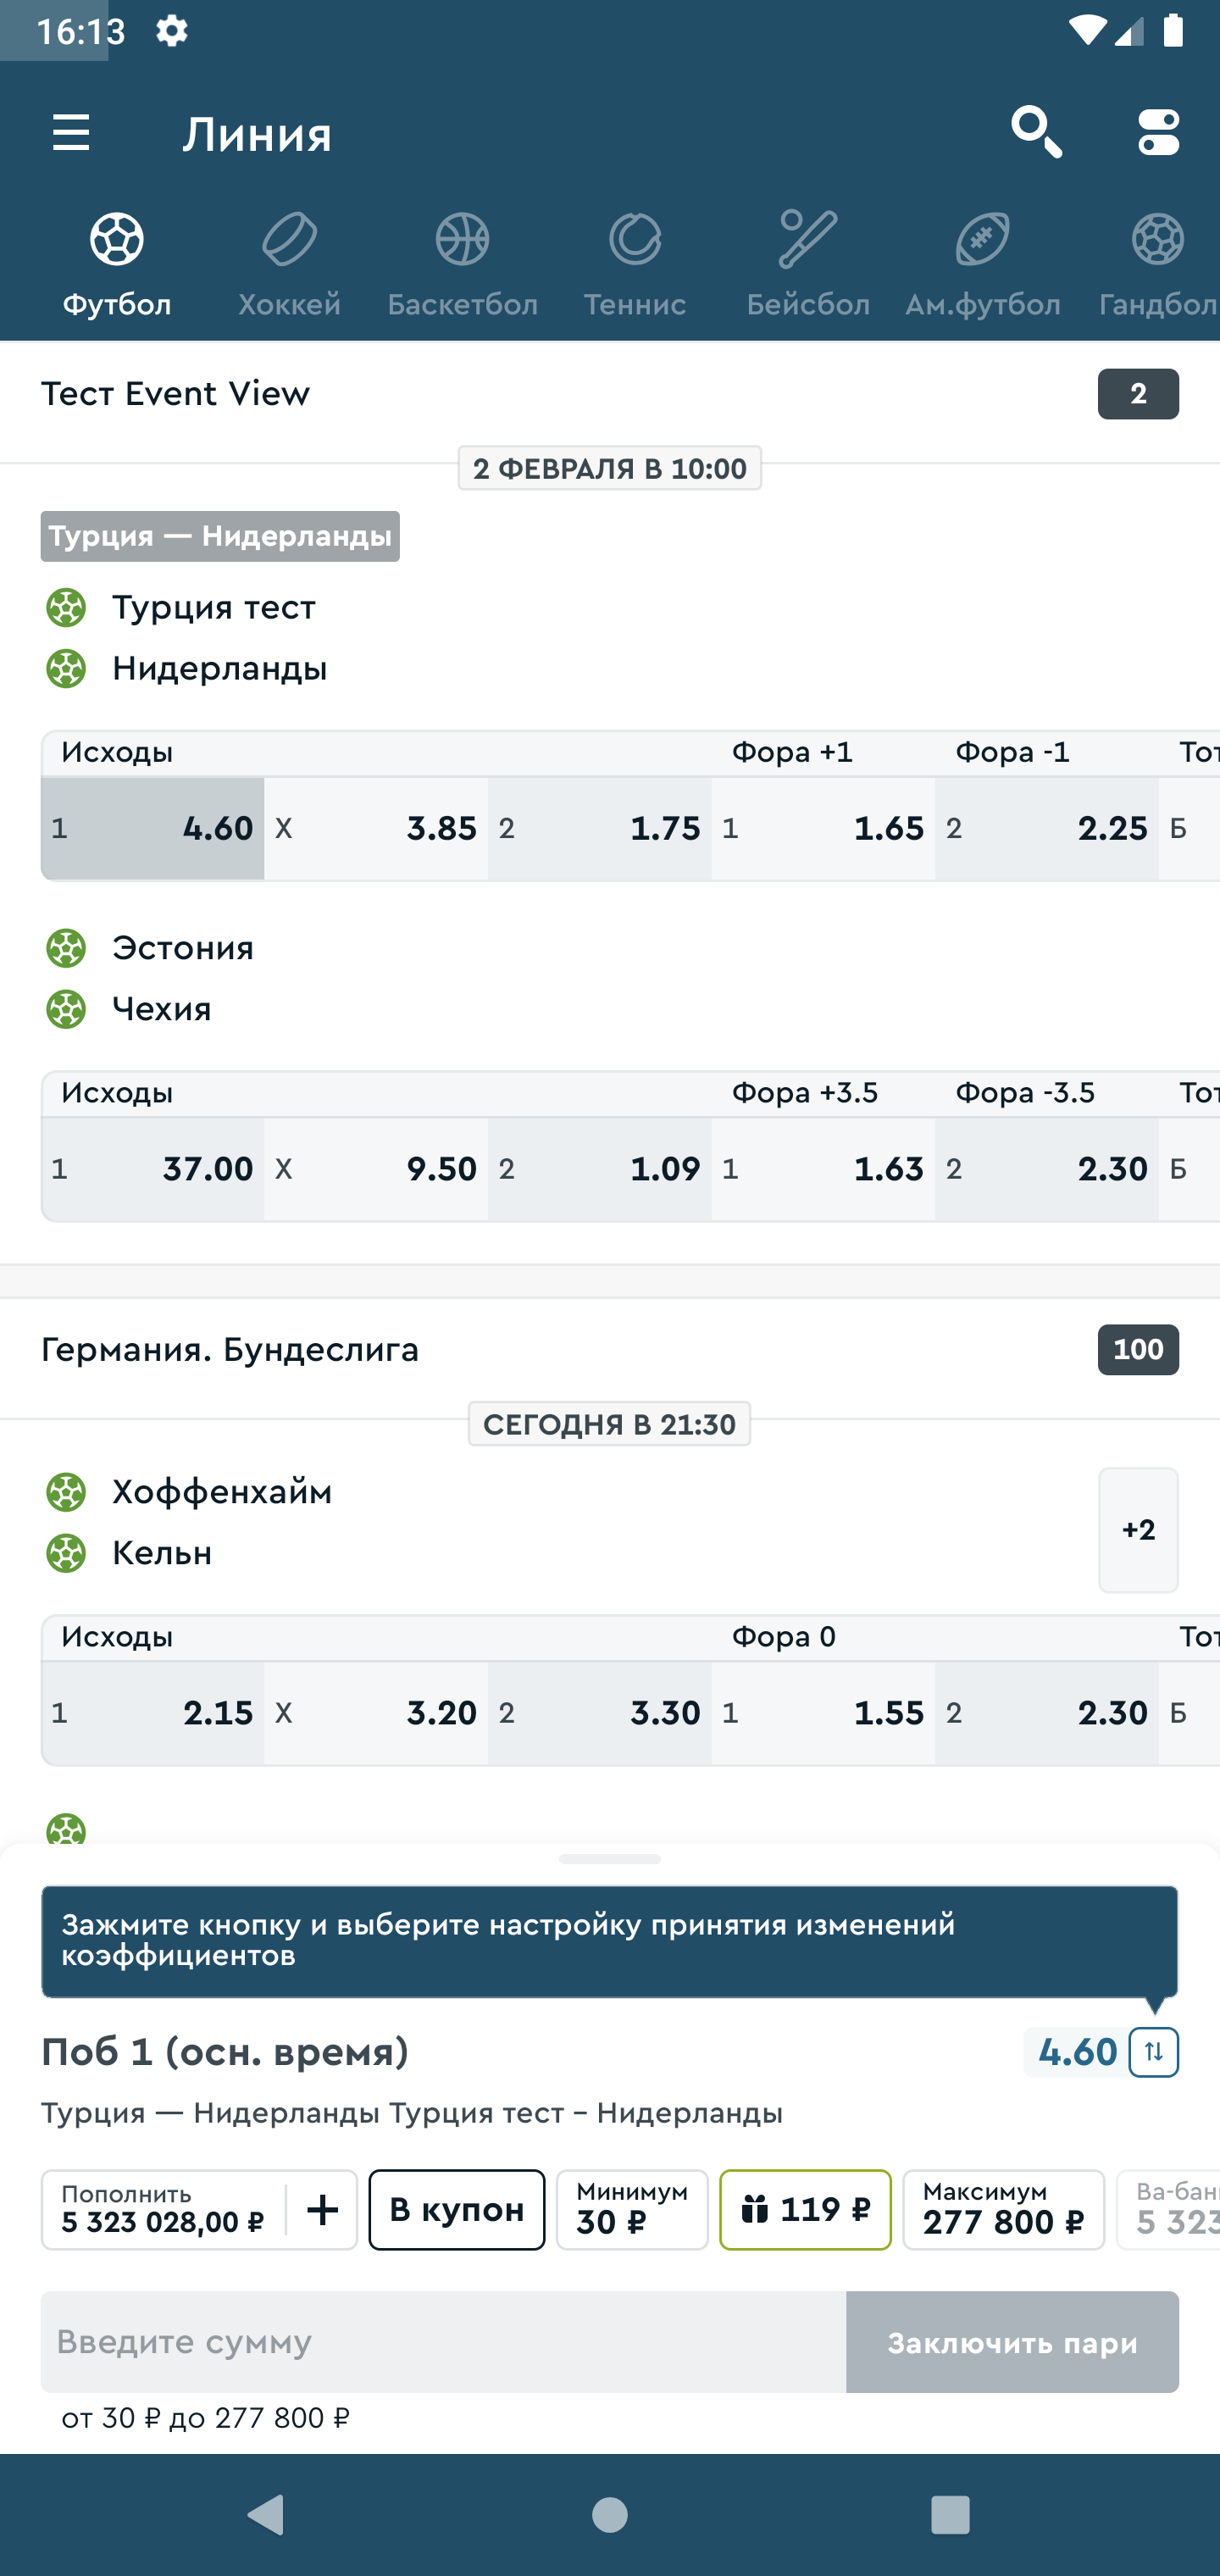 16:13
Линия
Футбол Хоккей Баскетбол Теннис Бейсбол Ам.футбол Гандбол
Тест Event View 2
2 ФЕВРАЛЯ В 10:00
Турция — Нидерланды
Турция тест
Нидерланды
Исходы Фора +1 Фора -1 Тот
1 4.60 X 3.85 2 1.75 1 1.65 2 2.25 Б
Эстония
Чехия
Исходы Фора +3.5 Фора -3.5 Тот
1 37.00 X 9.50 2 1.09 1 1.63 2 2.30 Б
Германия. Бундеслига 100
СЕГОДНЯ В 21:30
Хоффенхайм
Кельн
+2
Исходы Фора 0 Тот
1 2.15 X 3.20 2 3.30 1 1.55 2 2.30 Б
Зажмите кнопку и выберите настройку принятия изменений
коэффициентов
Поб 1 (осн. время) 4.60
Турция — Нидерланды Турция тест – Нидерланды
Пополнить
5 323 028,00 ₽ +
В купон
Минимум
30 ₽
119 ₽
Максимум
277 800 ₽
Ва-бан
5 323
Введите сумму Заключить пари
от 30 ₽ до 277 800 ₽